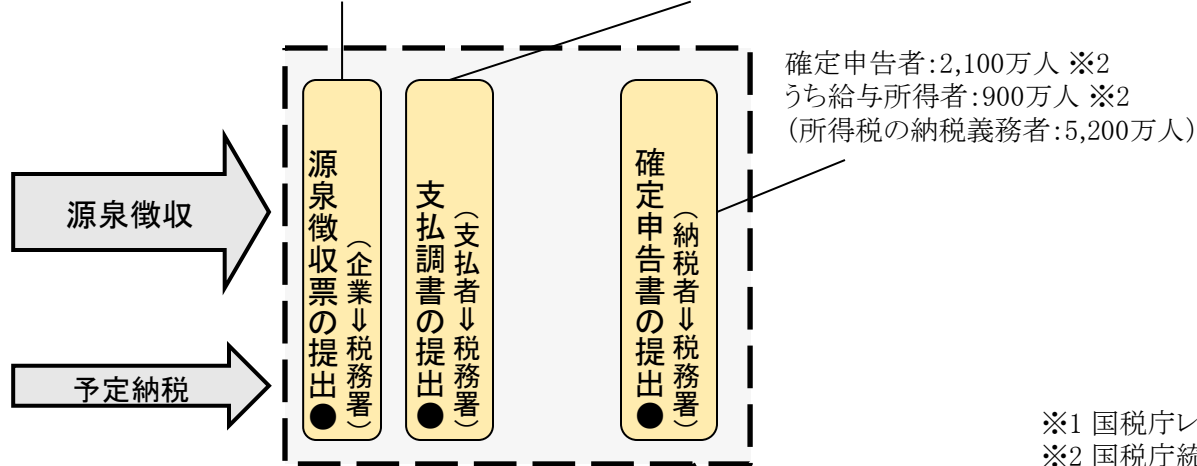 確定申告者：2,100万人 ※2
うち給与所得者：900万人 ※2
（所得税の納税義務者：5,200万人）
源泉徴収
予定納税
源泉徴収票の提出●
（企業⇒税務署）
支払調書の提出●
（支払者⇒税務署）
確定申告書の提出●
（納税者⇒税務署）
※1 国税庁レ
※2 国税庁統